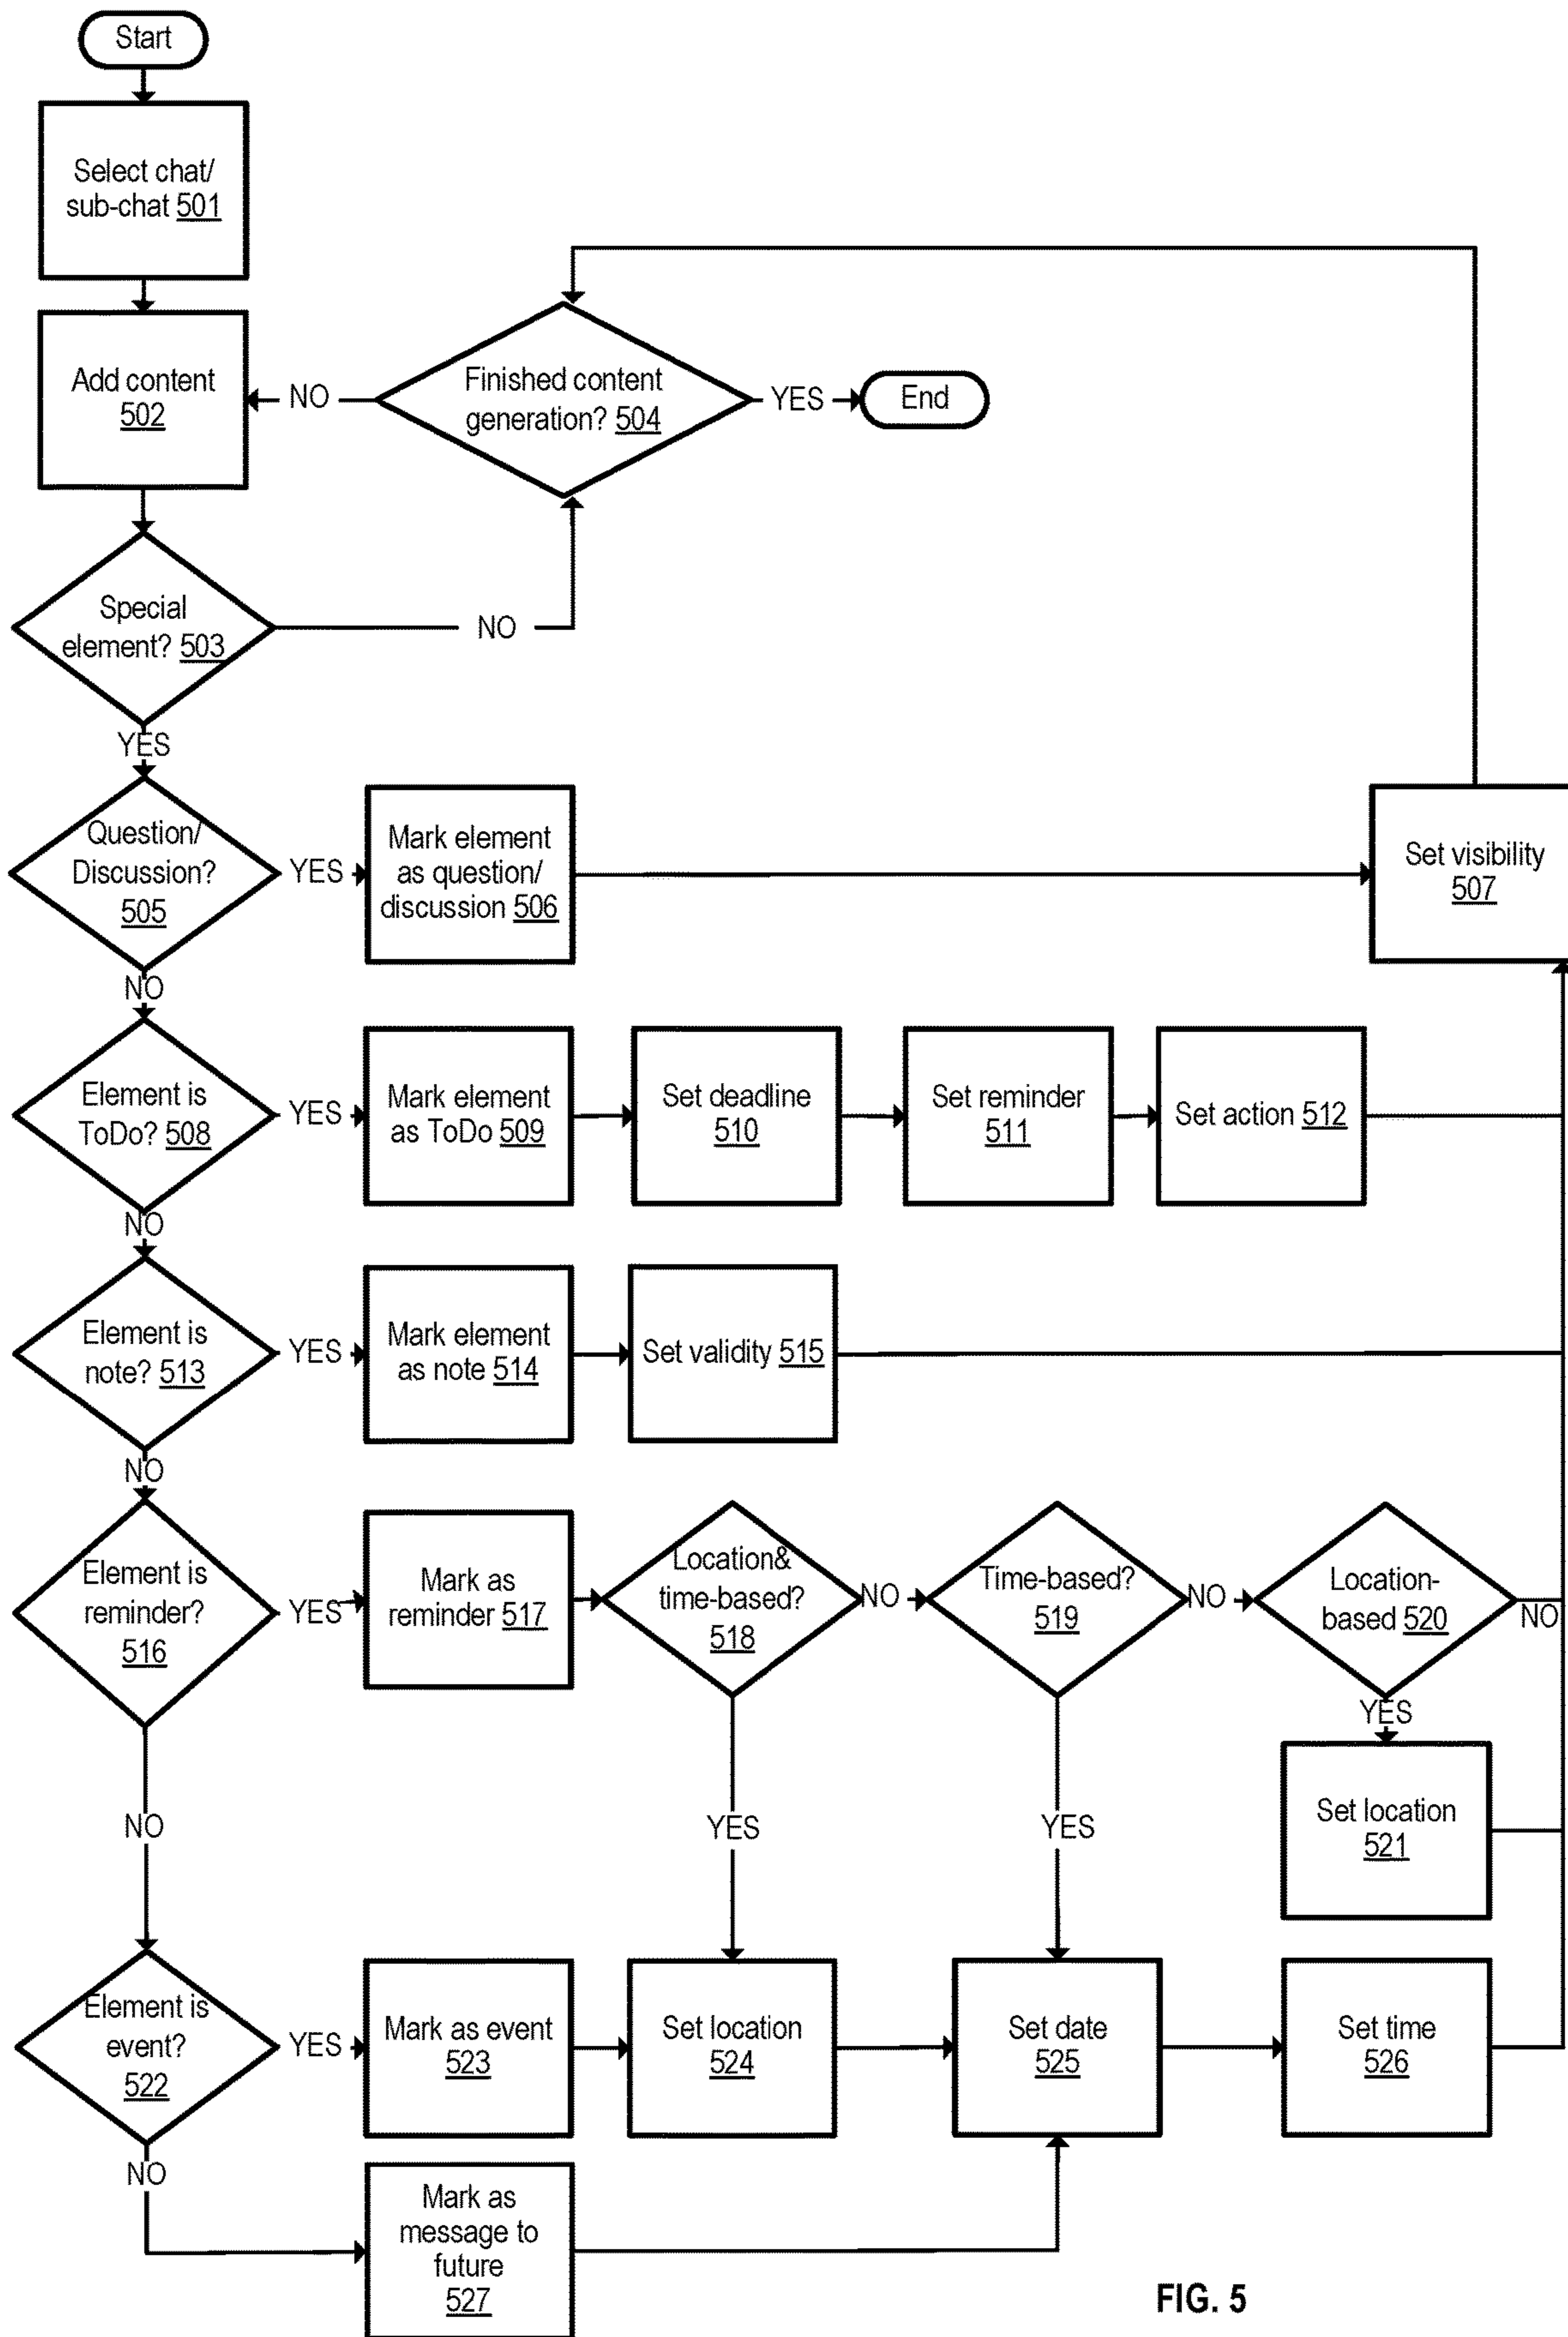 Start
Select chat/
sub-chat 501
Add content
502
NO
Finished content
generation? 504
YES
End
Special
element? 503
NO
YES
Question/
Discussion?
505
YES
Mark element
as question/
discussion 506
Set visibility
507
NO
Element is
ToDo? 508
YES
Mark element
as ToDo 509
Set deadline
510
Set reminder
511
Set action 512
NO
Element is
note? 513
YES
Mark element
as note 514
Set validity 515
NO
Element is
reminder?
516
YES
Mark as
reminder 517
Location&
time-based?
518
NO
Time-based?
519
NO
Location-
based 520
NO
YES
Set location
521
NO
YES
YES
Element is
event?
522
YES
Mark as event
523
Set location
524
Set date
525
Set time
526
NO
Mark as
message to
future
527
FIG. 5